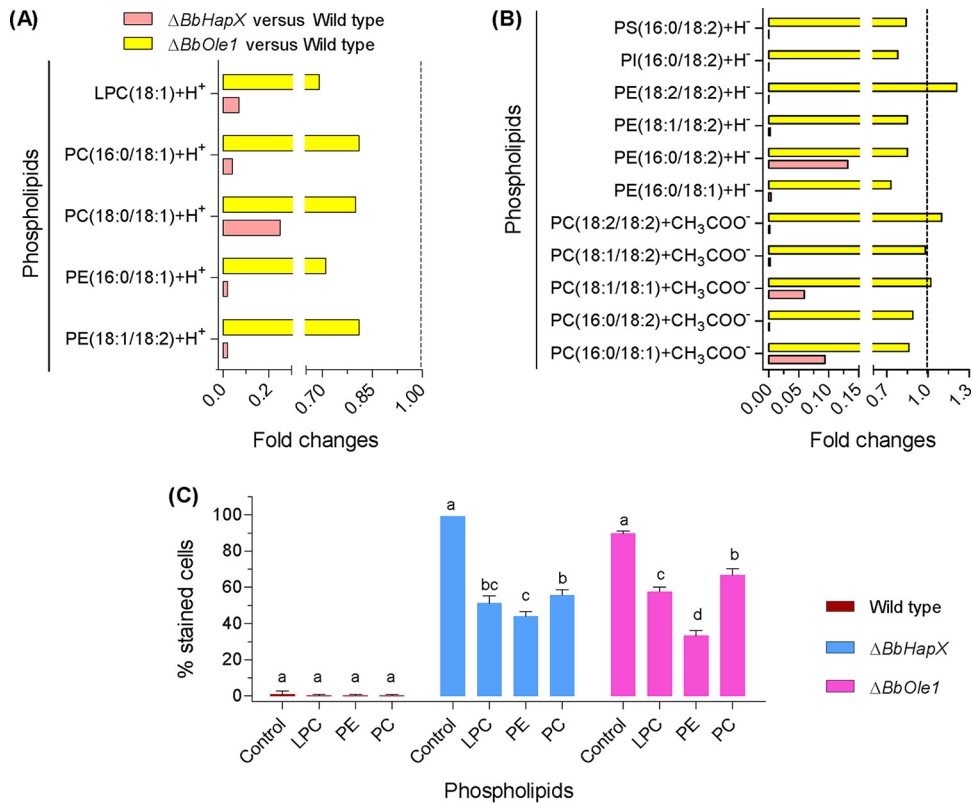 (A)
ΔBbHapX versus Wild type
ΔBbOle1 versus Wild type
Phospholipids
LPC(18:1)+H⁺
PC(16:0/18:1)+H⁺
PC(18:0/18:1)+H⁺
PE(16:0/18:1)+H⁺
PE(18:1/18:2)+H⁺
0.0 0.2 0.70 0.85 1.00
Fold changes
(B)
Phospholipids
PS(16:0/18:2)+H⁻
PI(16:0/18:2)+H⁻
PE(18:2/18:2)+H⁻
PE(18:1/18:2)+H⁻
PE(16:0/18:2)+H⁻
PE(16:0/18:1)+H⁻
PC(18:2/18:2)+CH₃COO⁻
PC(18:1/18:2)+CH₃COO⁻
PC(18:1/18:1)+CH₃COO⁻
PC(16:0/18:2)+CH₃COO⁻
PC(16:0/18:1)+CH₃COO⁻
0.00 0.05 0.10 0.15 0.7 1.0 1.3
Fold changes
(C)
% stained cells
100
80
60
40
20
0
a a a a
a bc c b
a c d b
Control LPC PE PC Control LPC PE PC Control LPC PE PC
Phospholipids
Wild type
ΔBbHapX
ΔBbOle1